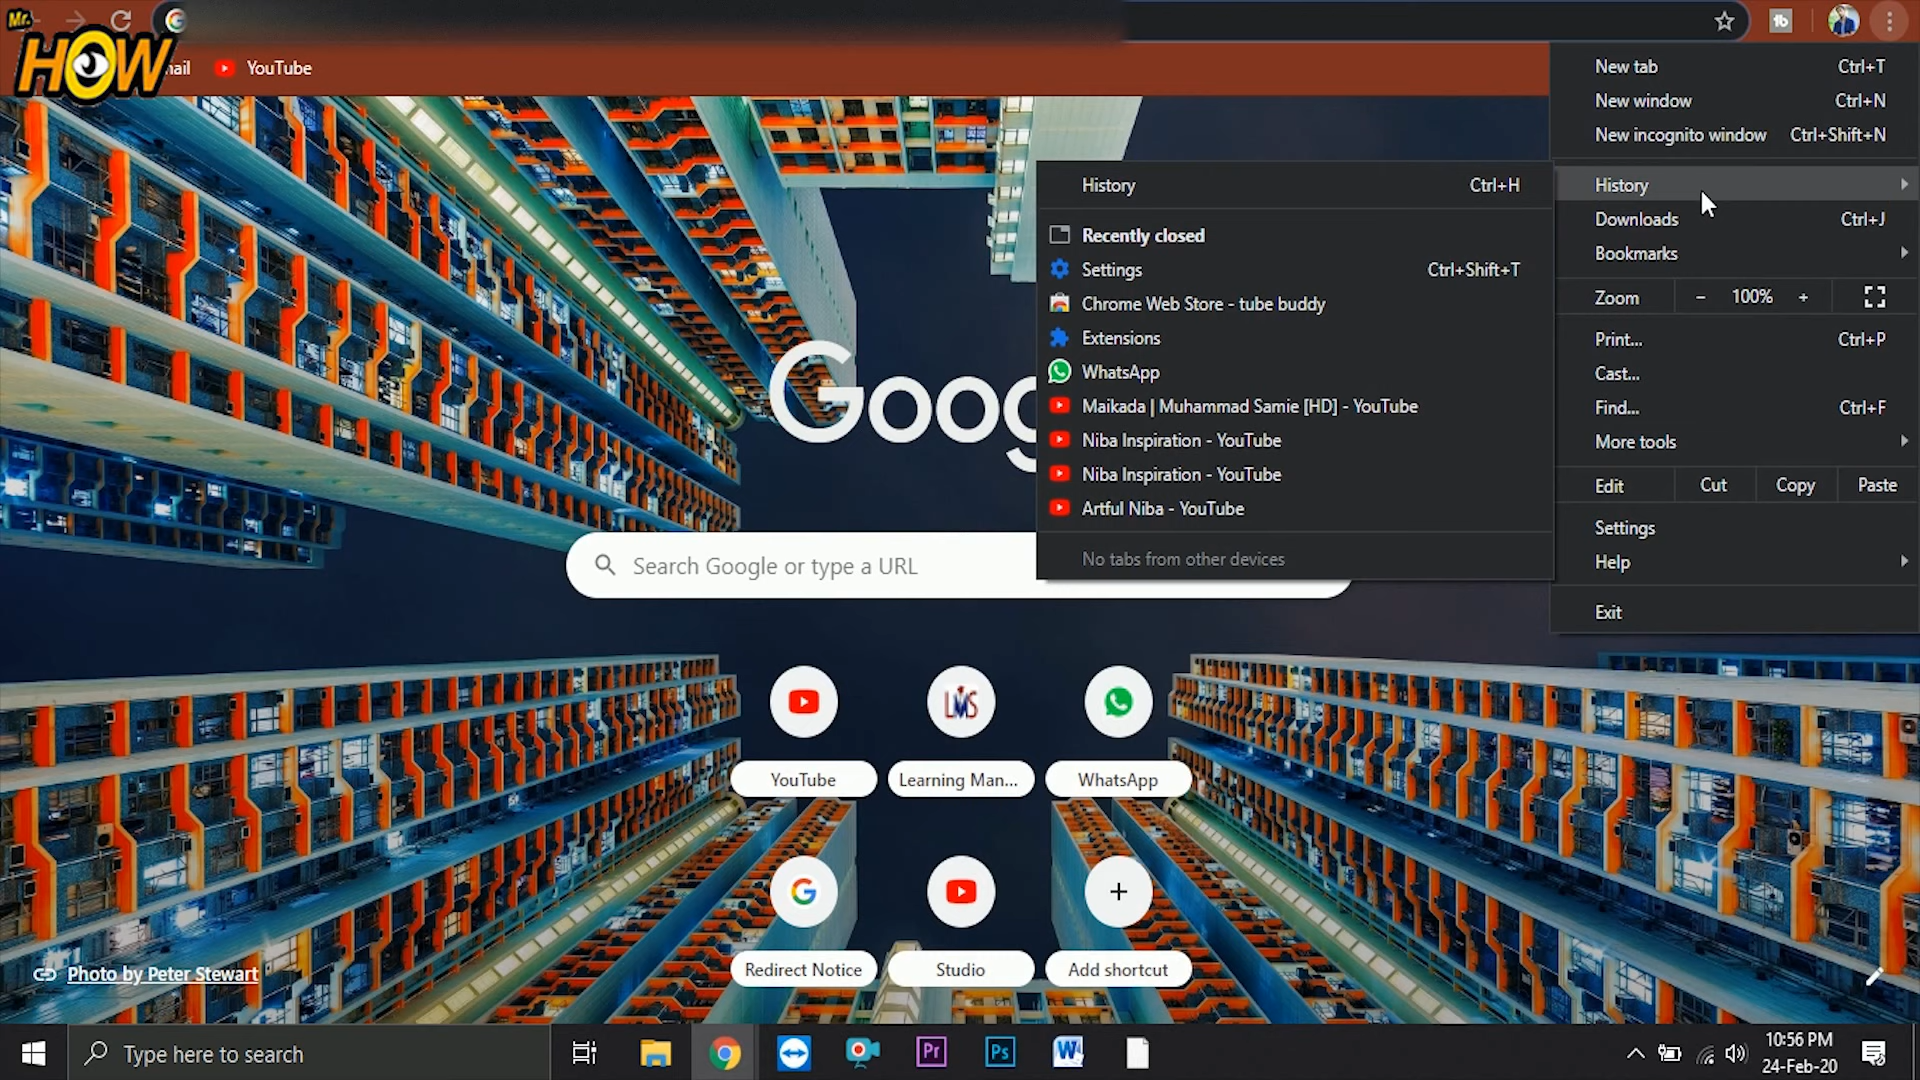 Mr.
HOW
ail
YouTube
New tab Ctrl+T
New window Ctrl+N
New incognito window Ctrl+Shift+N
History
Downloads Ctrl+J
Bookmarks
Zoom - 100% +
Print... Ctrl+P
Cast...
Find... Ctrl+F
More tools
Edit Cut Copy Paste
Settings
Help
Exit
History Ctrl+H
Recently closed
Settings Ctrl+Shift+T
Chrome Web Store - tube buddy
Extensions
WhatsApp
Maikada | Muhammad Samie [HD] - YouTube
Niba Inspiration - YouTube
Niba Inspiration - YouTube
Artful Niba - YouTube
No tabs from other devices
Goog
Search Google or type a URL
LMS
YouTube Learning Man... WhatsApp
Redirect Notice Studio Add shortcut
Photo by Peter Stewart
Type here to search
Pr Ps W
10:56 PM
24-Feb-20